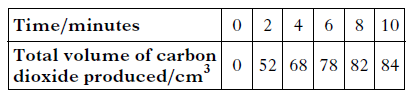 Time/minutes 0 2 4 6 8 10
Total volume of carbon
dioxide produced/cm³ 0 52 68 78 82 84